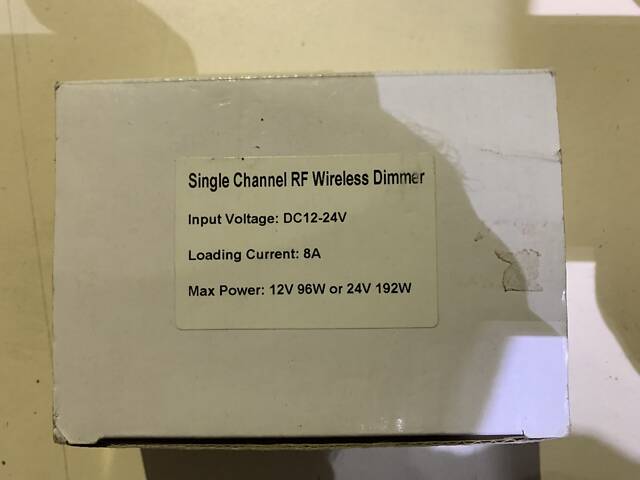 Single Channel RF Wireless Dimmer
Input Voltage: DC12-24V
Loading Current: 8A
Max Power: 12V 96W or 24V 192W